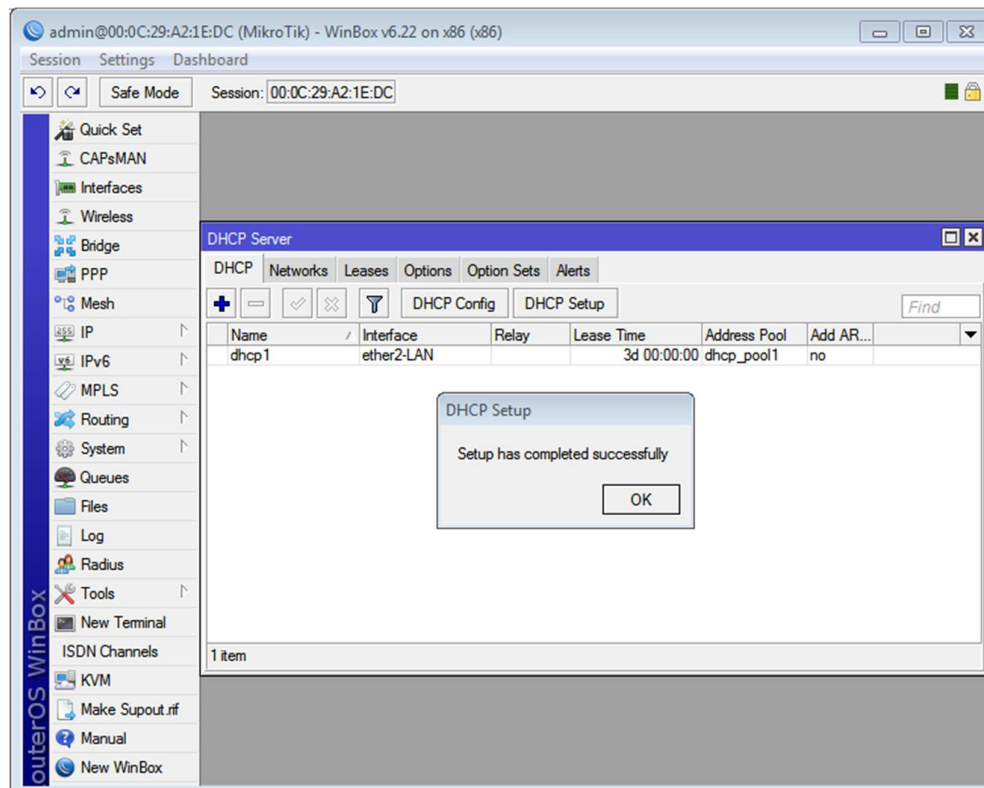 admin@00:0C:29:A2:1E:DC (MikroTik) - WinBox v6.22 on x86 (x86)
Session Settings Dashboard
Safe Mode Session: 00:0C:29:A2:1E:DC
Quick Set
CAPsMAN
Interfaces
Wireless
Bridge
PPP
Mesh
255 IP
v6 IPv6
MPLS
Routing
System
Queues
Files
Log
Radius
Tools
New Terminal
ISDN Channels
KVM
Make Supout.rif
Manual
New WinBox
outerOS WinBox
DHCP Server
DHCP Networks Leases Options Option Sets Alerts
DHCP Config DHCP Setup Find
Name / Interface Relay Lease Time Address Pool Add AR...
dhcp1 ether2-LAN 3d 00:00:00 dhcp_pool1 no
DHCP Setup
Setup has completed successfully
OK
1 item